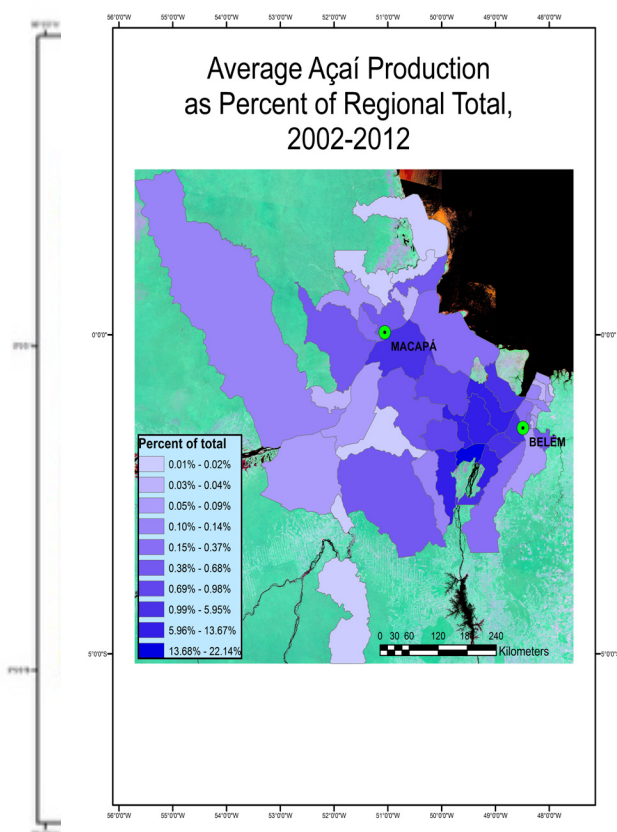 56°0'0"W 55°0'0"W 54°0'0"W 53°0'0"W 52°0'0"W 51°0'0"W 50°0'0"W 49°0'0"W 48°0'0"W
Average Açaí Production
as Percent of Regional Total,
2002-2012
0°0'0" 0°0'0"
MACAPÁ
BELÉM
Percent of total
0.01% - 0.02%
0.03% - 0.04%
0.05% - 0.09%
0.10% - 0.14%
0.15% - 0.37%
0.38% - 0.68%
0.69% - 0.98%
0.99% - 5.95%
5.96% - 13.67%
13.68% - 22.14%
0 30 60 120 180 240
Kilometers
5°0'0"S 5°0'0"S
56°0'0"W 55°0'0"W 54°0'0"W 53°0'0"W 52°0'0"W 51°0'0"W 50°0'0"W 49°0'0"W 48°0'0"W